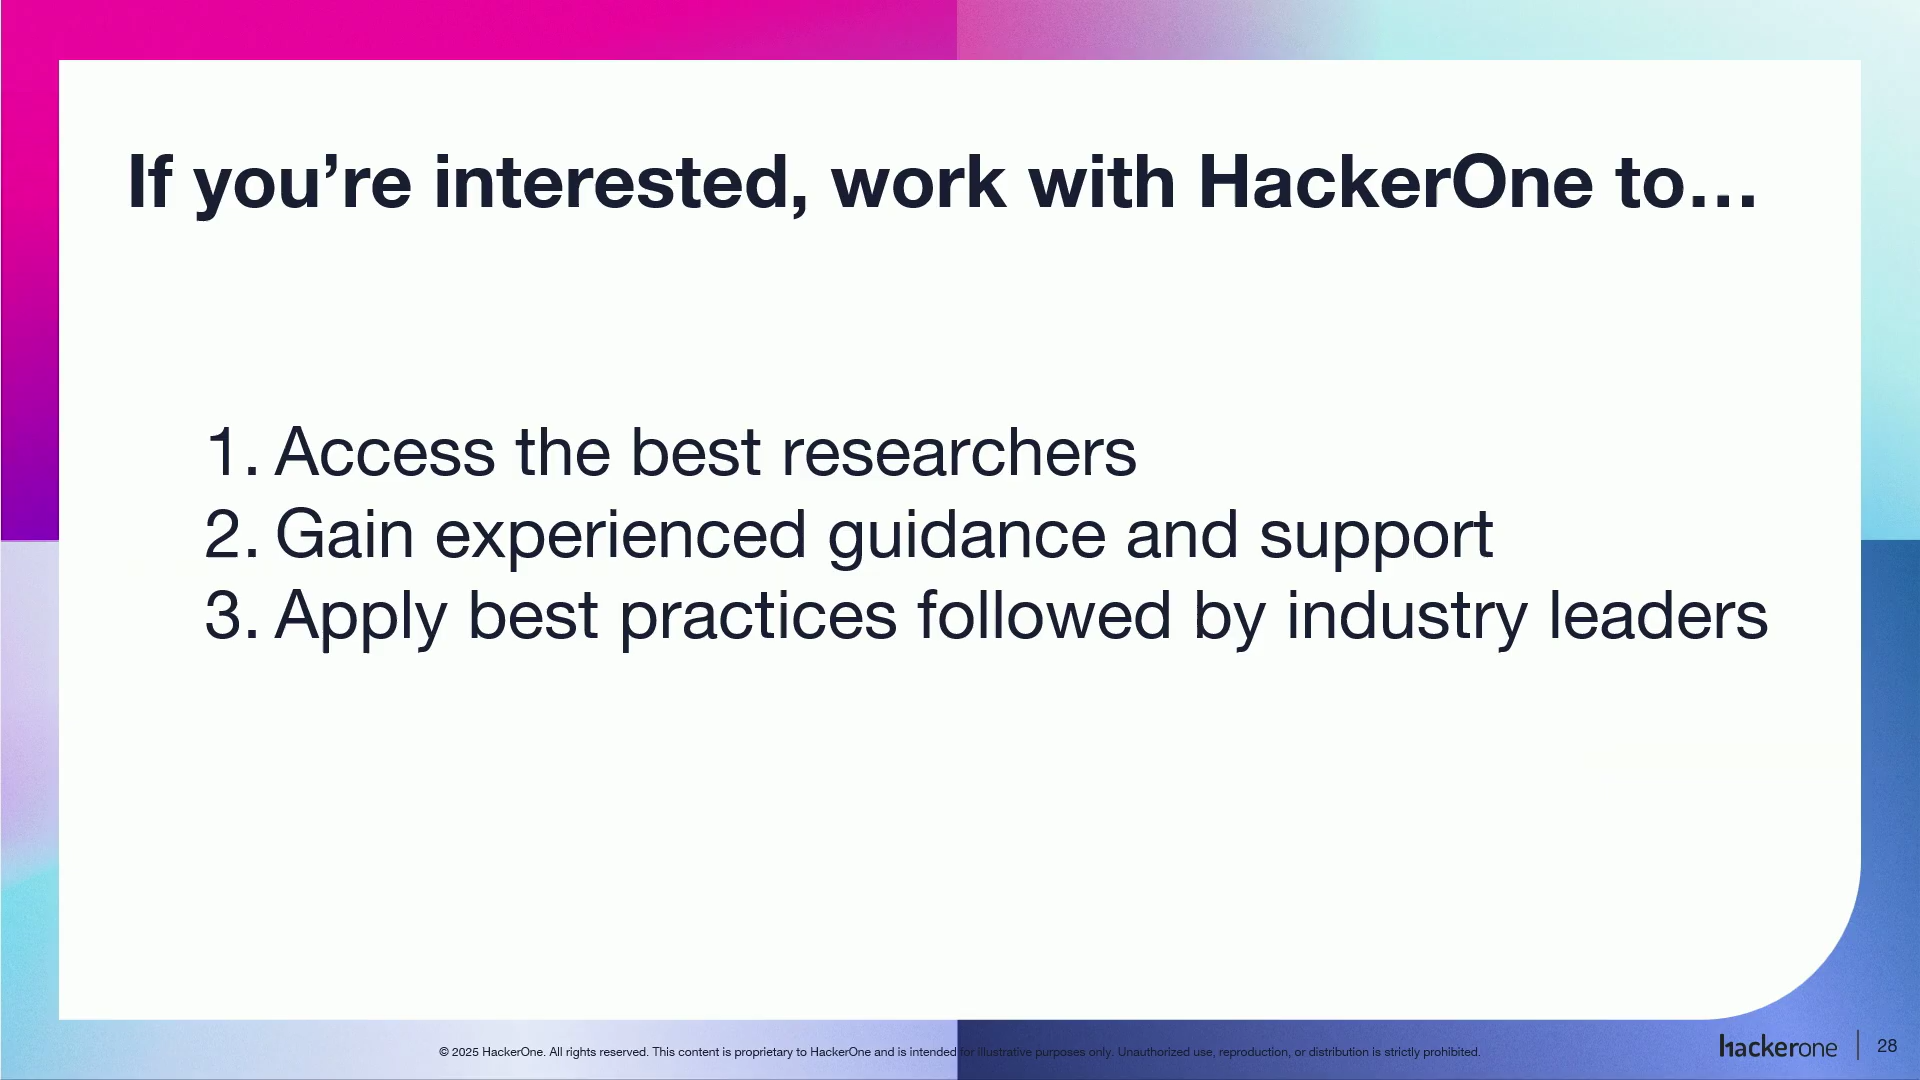 If you’re interested, work with HackerOne to…
1. Access the best researchers
2. Gain experienced guidance and support
3. Apply best practices followed by industry leaders
© 2025 HackerOne. All rights reserved. This content is proprietary to HackerOne and is intended for illustrative purposes only. Unauthorized use, reproduction, or distribution is strictly prohibited.
hackerone | 28